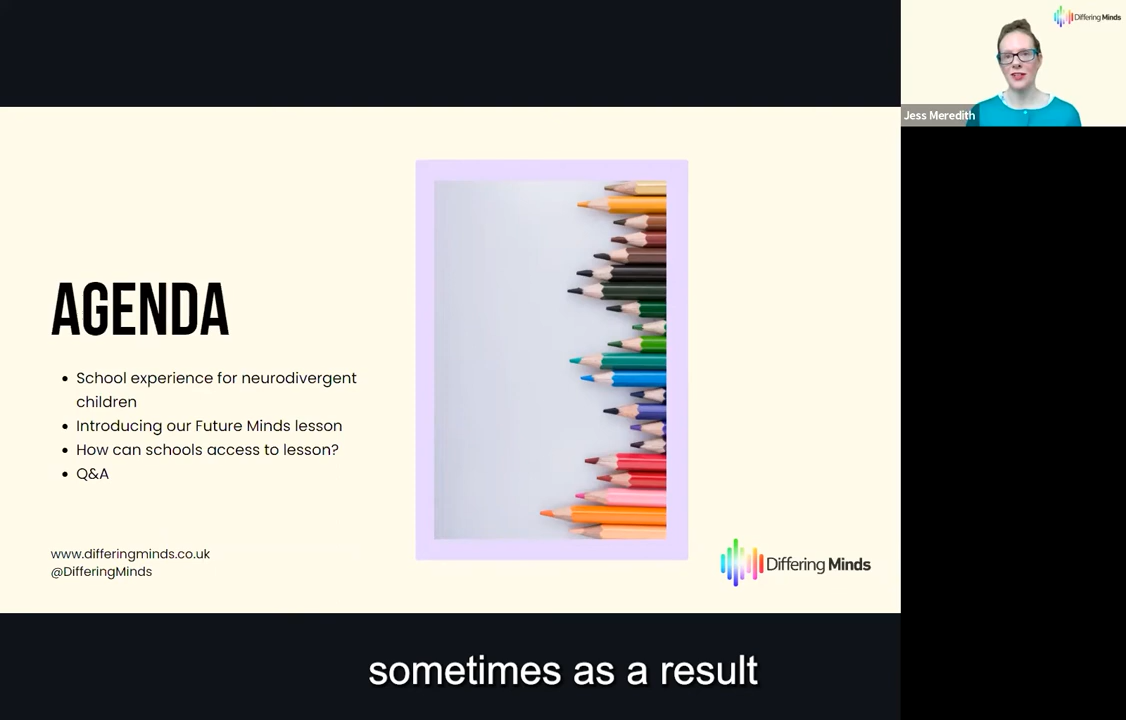 Differing Minds
Jess Meredith
AGENDA
• School experience for neurodivergent
children
• Introducing our Future Minds lesson
• How can schools access to lesson?
• Q&A
www.differingminds.co.uk
@DifferingMinds
Differing Minds
sometimes as a result